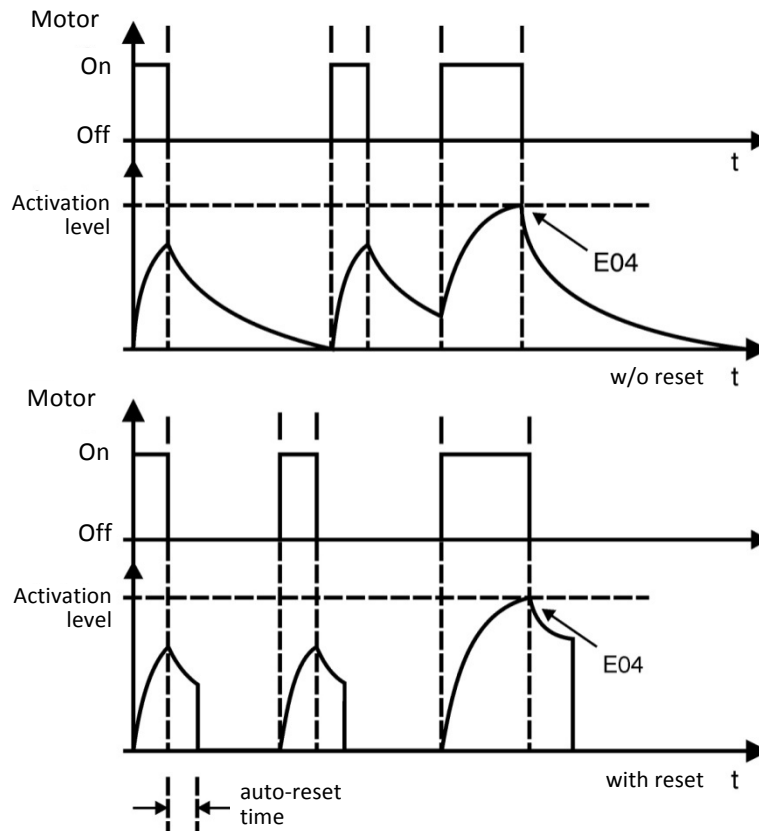 Motor
On
Off
t
Activation
level
E04
w/o reset
t
Motor
On
Off
Activation
level
E04
with reset
t
auto-reset
time